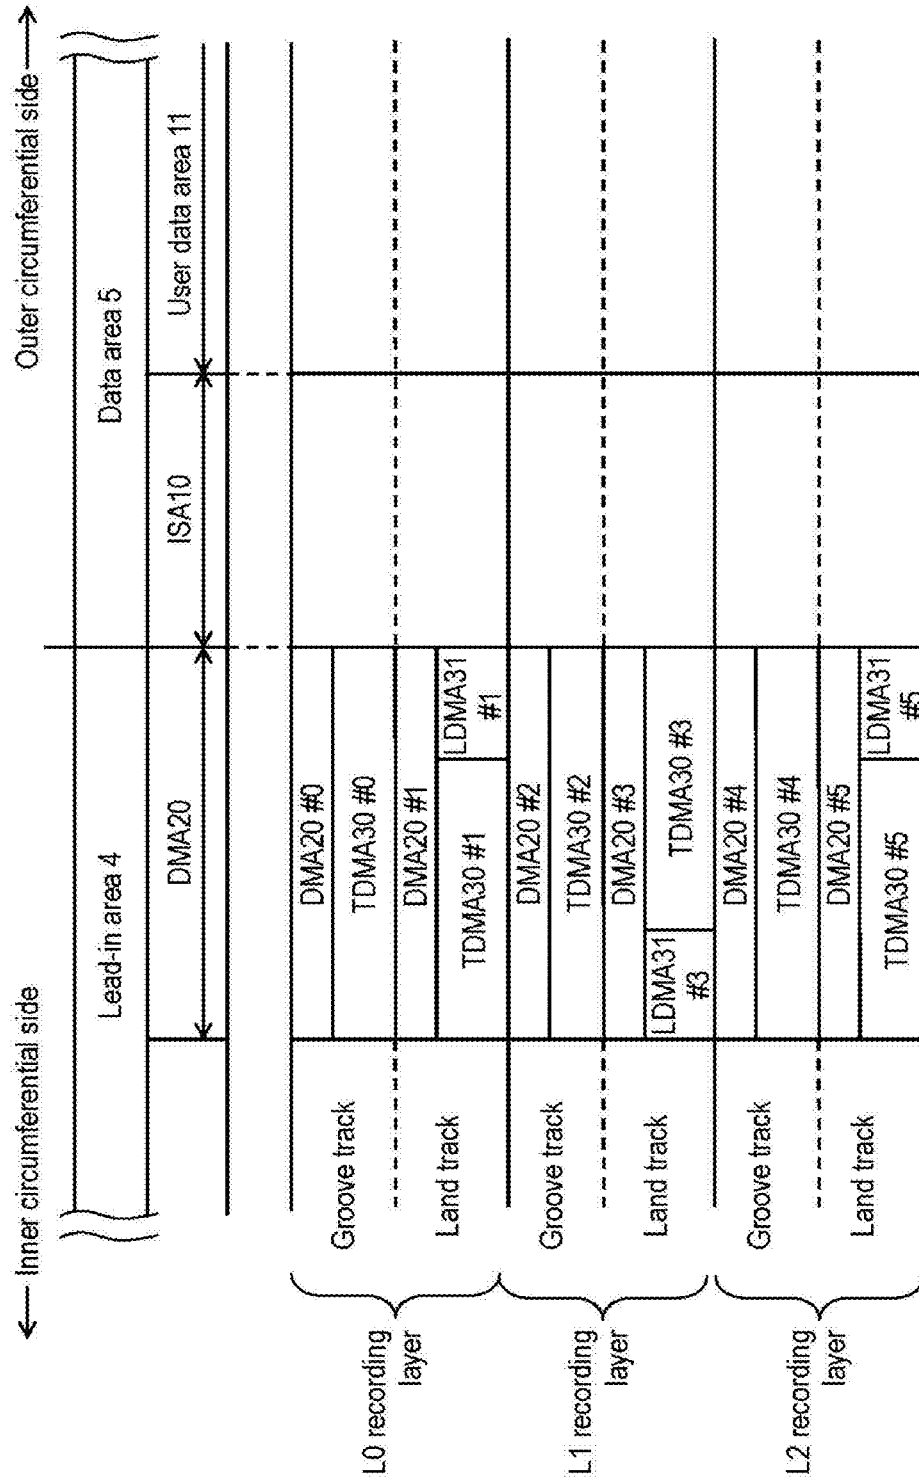 Inner circumferential side
Outer circumferential side
Lead-in area 4
Data area 5
DMA20
ISA10
User data area 11
L0 recording
layer
Groove track
DMA20 #0
TDMA30 #0
Land track
DMA20 #1
TDMA30 #1
LDMA31
#1
L1 recording
layer
Groove track
DMA20 #2
TDMA30 #2
Land track
DMA20 #3
LDMA31
#3
TDMA30 #3
L2 recording
layer
Groove track
DMA20 #4
TDMA30 #4
Land track
DMA20 #5
TDMA30 #5
LDMA31
#5